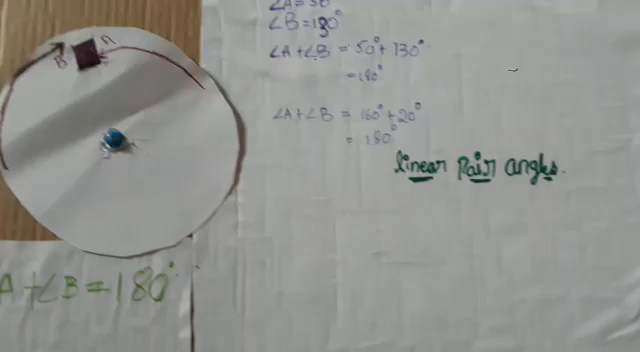 ∠A=50°
∠B=130°
∠A+∠B = 50°+130°
=180°
∠A+∠B = 160°+20°
= 180°
linear pair angles.
B A
A+∠B=180°